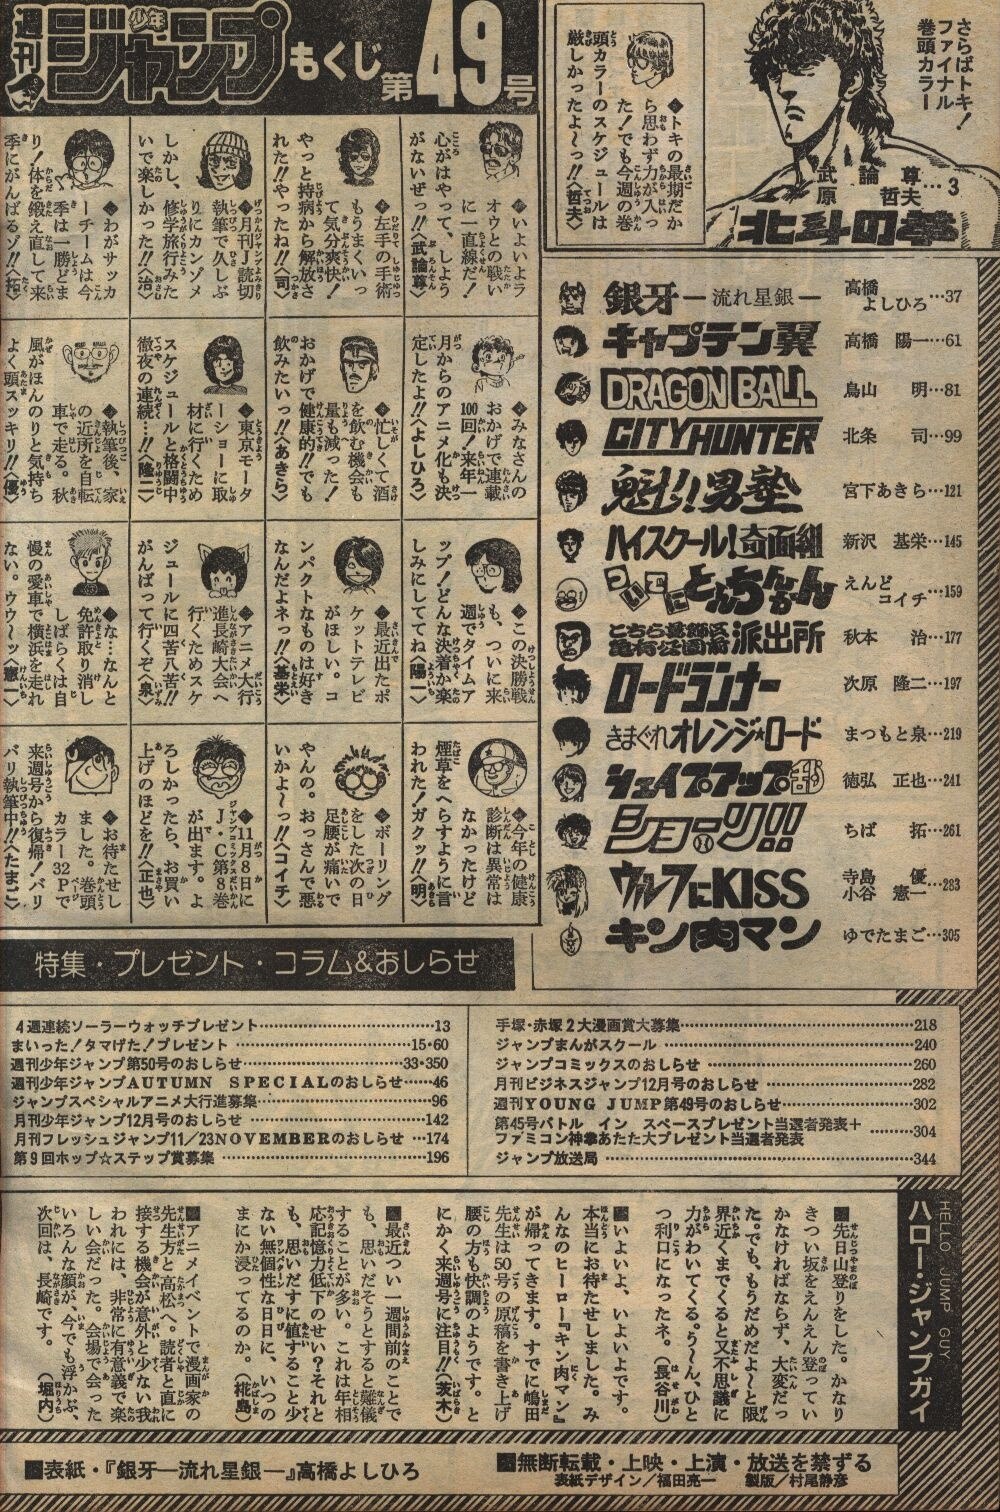 週刊少年ジャンプもくじ第49号
さらばトキ！
ファイナル
巻頭カラー
武論尊
原哲夫…3
北斗の拳
◆トキの最期だか
ら思わず力が入っ
た！でも今週の巻
頭カラーのスケジュールは
厳しかったよ〜っ!!〈哲夫〉
銀牙―流れ星銀― 高橋よしひろ…37
キャプテン翼 高橋 陽一…61
DRAGON BALL 鳥山 明…81
CITY HUNTER 北条 司…99
魁!!男塾 宮下あきら…121
ハイスクール！奇面組 新沢 基栄…145
ついでにとんちんかん えんどコイチ…159
こちら葛飾区亀有公園前派出所 秋本 治…177
ロードランナー 次原 隆二…197
きまぐれオレンジ★ロード まつもと泉…219
シェイプアップ乱 徳弘 正也…241
ショーリ!! ちば 拓…261
ウルフにKISS 寺島 優 小谷 憲一…283
キン肉マン ゆでたまご…305
◆いよいよラ
オウとの戦い
に一直線だ！
心がはやって、しよう
がないぜっ!!〈武論尊〉
◆左手の手術
もうまくいっ
て気分爽快！
やっと持病から解放さ
れた!!やったね!!〈司〉
◆月刊J読切
執筆で久しぶ
りにカンヅメ
しかし、修学旅行みた
いで楽しかった!!〈治〉
◆わがサッカ
ーチームは今
季は一勝どま
り！体を鍛え直して来
季にがんばるゾ!!〈拓〉
◆みなさんの
おかげで連載
100回！来年一
月からのアニメ化も決
定したよ!!〈よしひろ〉
◆忙しくて酒
を飲む機会も
量も減った！
おかげで健康的!!でも
飲みたいっ!!〈あきら〉
◆東京モータ
ーショーに取
材に行くため
スケジュールと格闘中
徹夜の連続…!!〈隆二〉
◆執筆後、家
の近所を自転
車で走る。秋
風がほんのりと気持ち
よく頭スッキリ!!〈優〉
◆この決勝戦
も、ついに来
週でタイムア
ップ！どんな決着か楽
しみにしててね〈陽一〉
◆最近出たポ
ケットテレビ
がほしい。コ
ンパクトなものは好き
なんだよネっ!!〈基栄〉
◆アニメ大行
進長崎大会へ
行くためスケ
ジュールに四苦八苦!!
がんばって行くぞ〈泉〉
◆な…なんと
免許取り消し
しばらくは自
慢の愛車で横浜を走れ
ない。ウウ〜ッ〈憲一〉
◆今年の健康
診断は異常は
なかったけど
煙草をへらすように言
われた!!ガクッ!!〈明〉
◆ボーリング
をした次の日
足腰が痛いで
やんの。おっさんで悪
いかよ〜っ!!〈コイチ〉
◆11月8日に
J・C第8巻
が出ます。よ
ろしかったら、お買い
上げのほどを!!〈正也〉
◆お待たせし
ました。巻頭
カラー32Pで
来週号から復帰！バリ
バリ執筆中!!〈たまご〉
特集・プレゼント・コラム&おしらせ
4週連続ソーラーウォッチプレゼント…13
まいった！タマげた！プレゼント…15・60
週刊少年ジャンプ第50号のおしらせ…33・350
週刊少年ジャンプAUTUMN SPECIALのおしらせ…46
ジャンプスペシャルアニメ大行進募集…96
月刊少年ジャンプ12月号のおしらせ…142
月刊フレッシュジャンプ11／23NOVEMBERのおしらせ…174
第9回ホップ☆ステップ賞募集…196
手塚・赤塚2大漫画賞大募集…218
ジャンプまんがスクール…240
ジャンプコミックスのおしらせ…260
月刊ビジネスジャンプ12月号のおしらせ…282
週刊YOUNG JUMP第49号のおしらせ…302
第45号バトル イン スペースプレゼント当選者発表＋
ファミコン神拳あたた大プレゼント当選者発表…304
ジャンプ放送局…344
HELLO JUMP GUY
ハロー・ジャンプガイ
■先日山登りをした。かなり
きつい坂をえんえん登ってい
かなければならず、大変だっ
た。でも、もうだめだよ〜と限
界近くまでくると又不思議に
力がわいてくる。う〜ん、ひと
つ利口になったネ。（長谷川）
■いよいよ、いよいよです。
本当にお待たせしました。み
んなのヒーロー『キン肉マン』
が帰ってきます。すでに嶋田
先生は50号の原稿を書き上げ
腰の方も快調のようです。と
にかく来週号に注目!!（茨木）
■最近つい一週間前のことで
も、思いだそうとすると難儀
することが多い。これは年相
応記憶力低下のせい？それと
も、思いだすに値すること少
ない無個性な日日に、いつの
まにか浸ってるのか。（椛島）
■アニメイベントで漫画家の
先生方と高松へ。読者と直に
接する機会が意外と少ない我
われには、非常に有意義で楽
しい会だった。会場で会った
いろんな顔が、今でも浮かぶ。
次回は、長崎です。（堀内）
■表紙・『銀牙―流れ星銀―』高橋よしひろ
■無断転載・上映・上演・放送を禁ずる
表紙デザイン／福田亮一 製版／村尾静彦